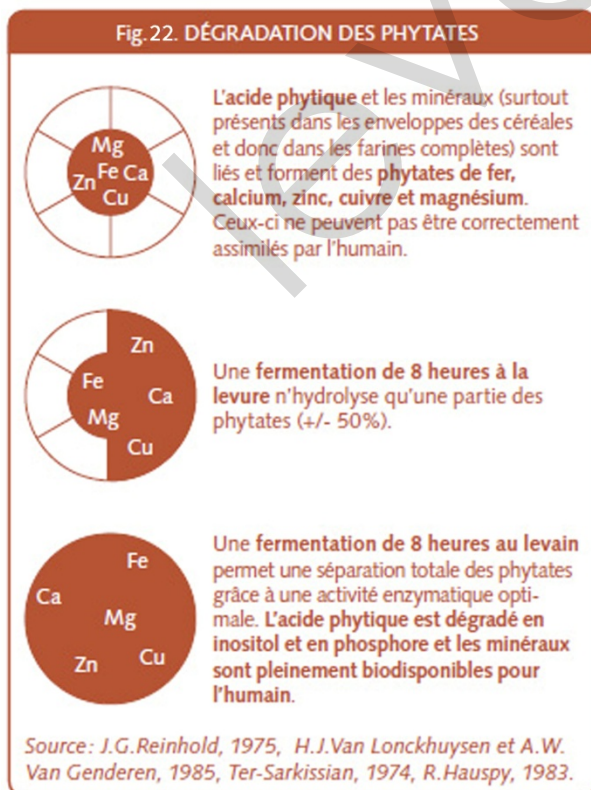 Fig.22. DÉGRADATION DES PHYTATES
Mg
Fe Ca
Zn
Cu
L'acide phytique et les minéraux (surtout
présents dans les enveloppes des céréales
et donc dans les farines complètes) sont
liés et forment des phytates de fer,
calcium, zinc, cuivre et magnésium.
Ceux-ci ne peuvent pas être correctement
assimilés par l'humain.
Zn
Fe
Ca
Mg
Cu
Une fermentation de 8 heures à la
levure n'hydrolyse qu'une partie des
phytates (+/- 50%).
Fe
Ca
Mg
Zn
Cu
Une fermentation de 8 heures au levain
permet une séparation totale des phytates
grâce à une activité enzymatique opti-
male. L'acide phytique est dégradé en
inositol et en phosphore et les minéraux
sont pleinement biodisponibles pour
l'humain.
Source: J.G.Reinhold, 1975, H.J.Van Lonckhuysen et A.W.
Van Genderen, 1985, Ter-Sarkissian, 1974, R.Hauspy, 1983.